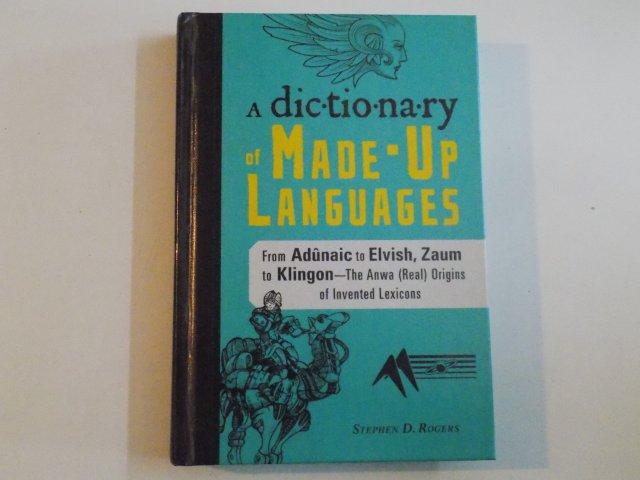 A dic·tio·na·ry
of MADE-UP
LANGUAGES
From Adûnaic to Elvish, Zaum
to Klingon—The Anwa (Real) Origins
of Invented Lexicons
STEPHEN D. ROGERS